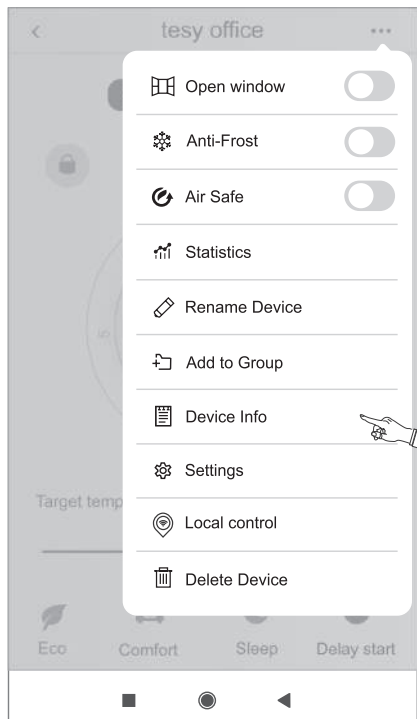 tesy office
Open window
Anti-Frost
Air Safe
Statistics
Rename Device
Add to Group
Device Info
Settings
Target temp
Local control
Delete Device
Eco Comfort Sleep Delay start